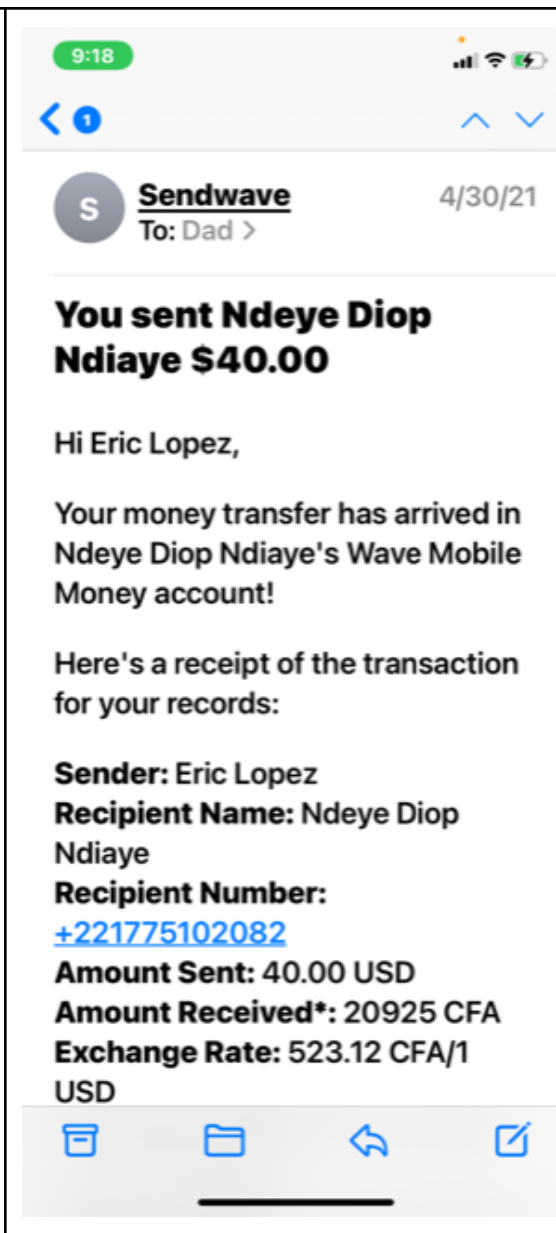 9:18
1
S
Sendwave
4/30/21
To: Dad >
You sent Ndeye Diop
Ndiaye $40.00
Hi Eric Lopez,
Your money transfer has arrived in
Ndeye Diop Ndiaye's Wave Mobile
Money account!
Here's a receipt of the transaction
for your records:
Sender: Eric Lopez
Recipient Name: Ndeye Diop
Ndiaye
Recipient Number:
+221775102082
Amount Sent: 40.00 USD
Amount Received*: 20925 CFA
Exchange Rate: 523.12 CFA/1
USD